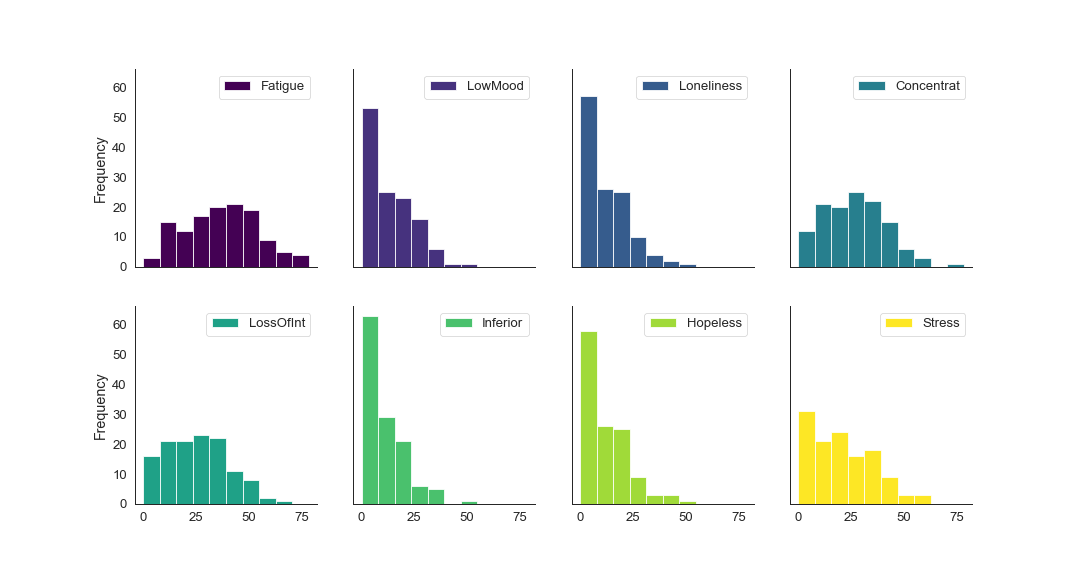 Fatigue
LowMood
Loneliness
Concentrat
60
50
40
30
20
10
0
Frequency
LossOfInt
Inferior
Hopeless
Stress
60
50
40
30
20
10
0
Frequency
0 25 50 75
0 25 50 75
0 25 50 75
0 25 50 75